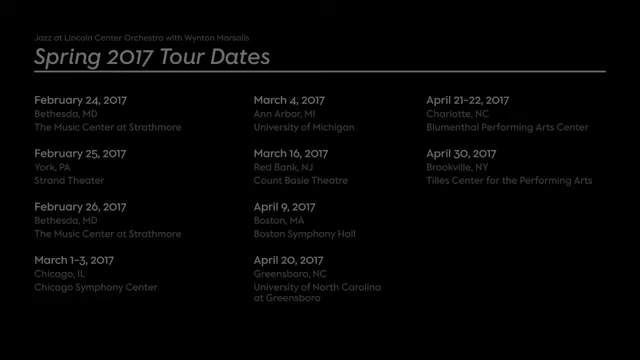 Jazz at Lincoln Center Orchestra with Wynton Marsalis
Spring 2017 Tour Dates
February 24, 2017
Bethesda, MD
The Music Center at Strathmore
February 25, 2017
York, PA
Strand Theater
February 26, 2017
Bethesda, MD
The Music Center at Strathmore
March 1-3, 2017
Chicago, IL
Chicago Symphony Center
March 4, 2017
Ann Arbor, MI
University of Michigan
March 16, 2017
Red Bank, NJ
Count Basie Theatre
April 9, 2017
Boston, MA
Boston Symphony Hall
April 20, 2017
Greensboro, NC
University of North Carolina
at Greensboro
April 21-22, 2017
Charlotte, NC
Blumenthal Performing Arts Center
April 30, 2017
Brookville, NY
Tilles Center for the Performing Arts